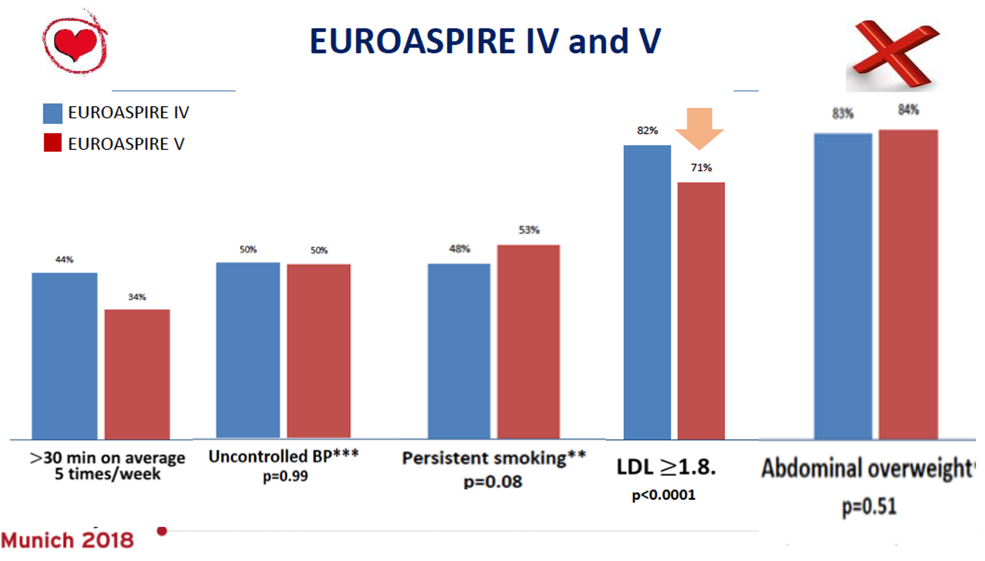 EUROASPIRE IV and V
EUROASPIRE IV
EUROASPIRE V
44%
34%
50%
50%
48%
53%
82%
71%
83%
84%
>30 min on average
5 times/week
Uncontrolled BP***
p=0.99
Persistent smoking**
p=0.08
LDL ≥1.8.
p<0.0001
Abdominal overweight*
p=0.51
Munich 2018